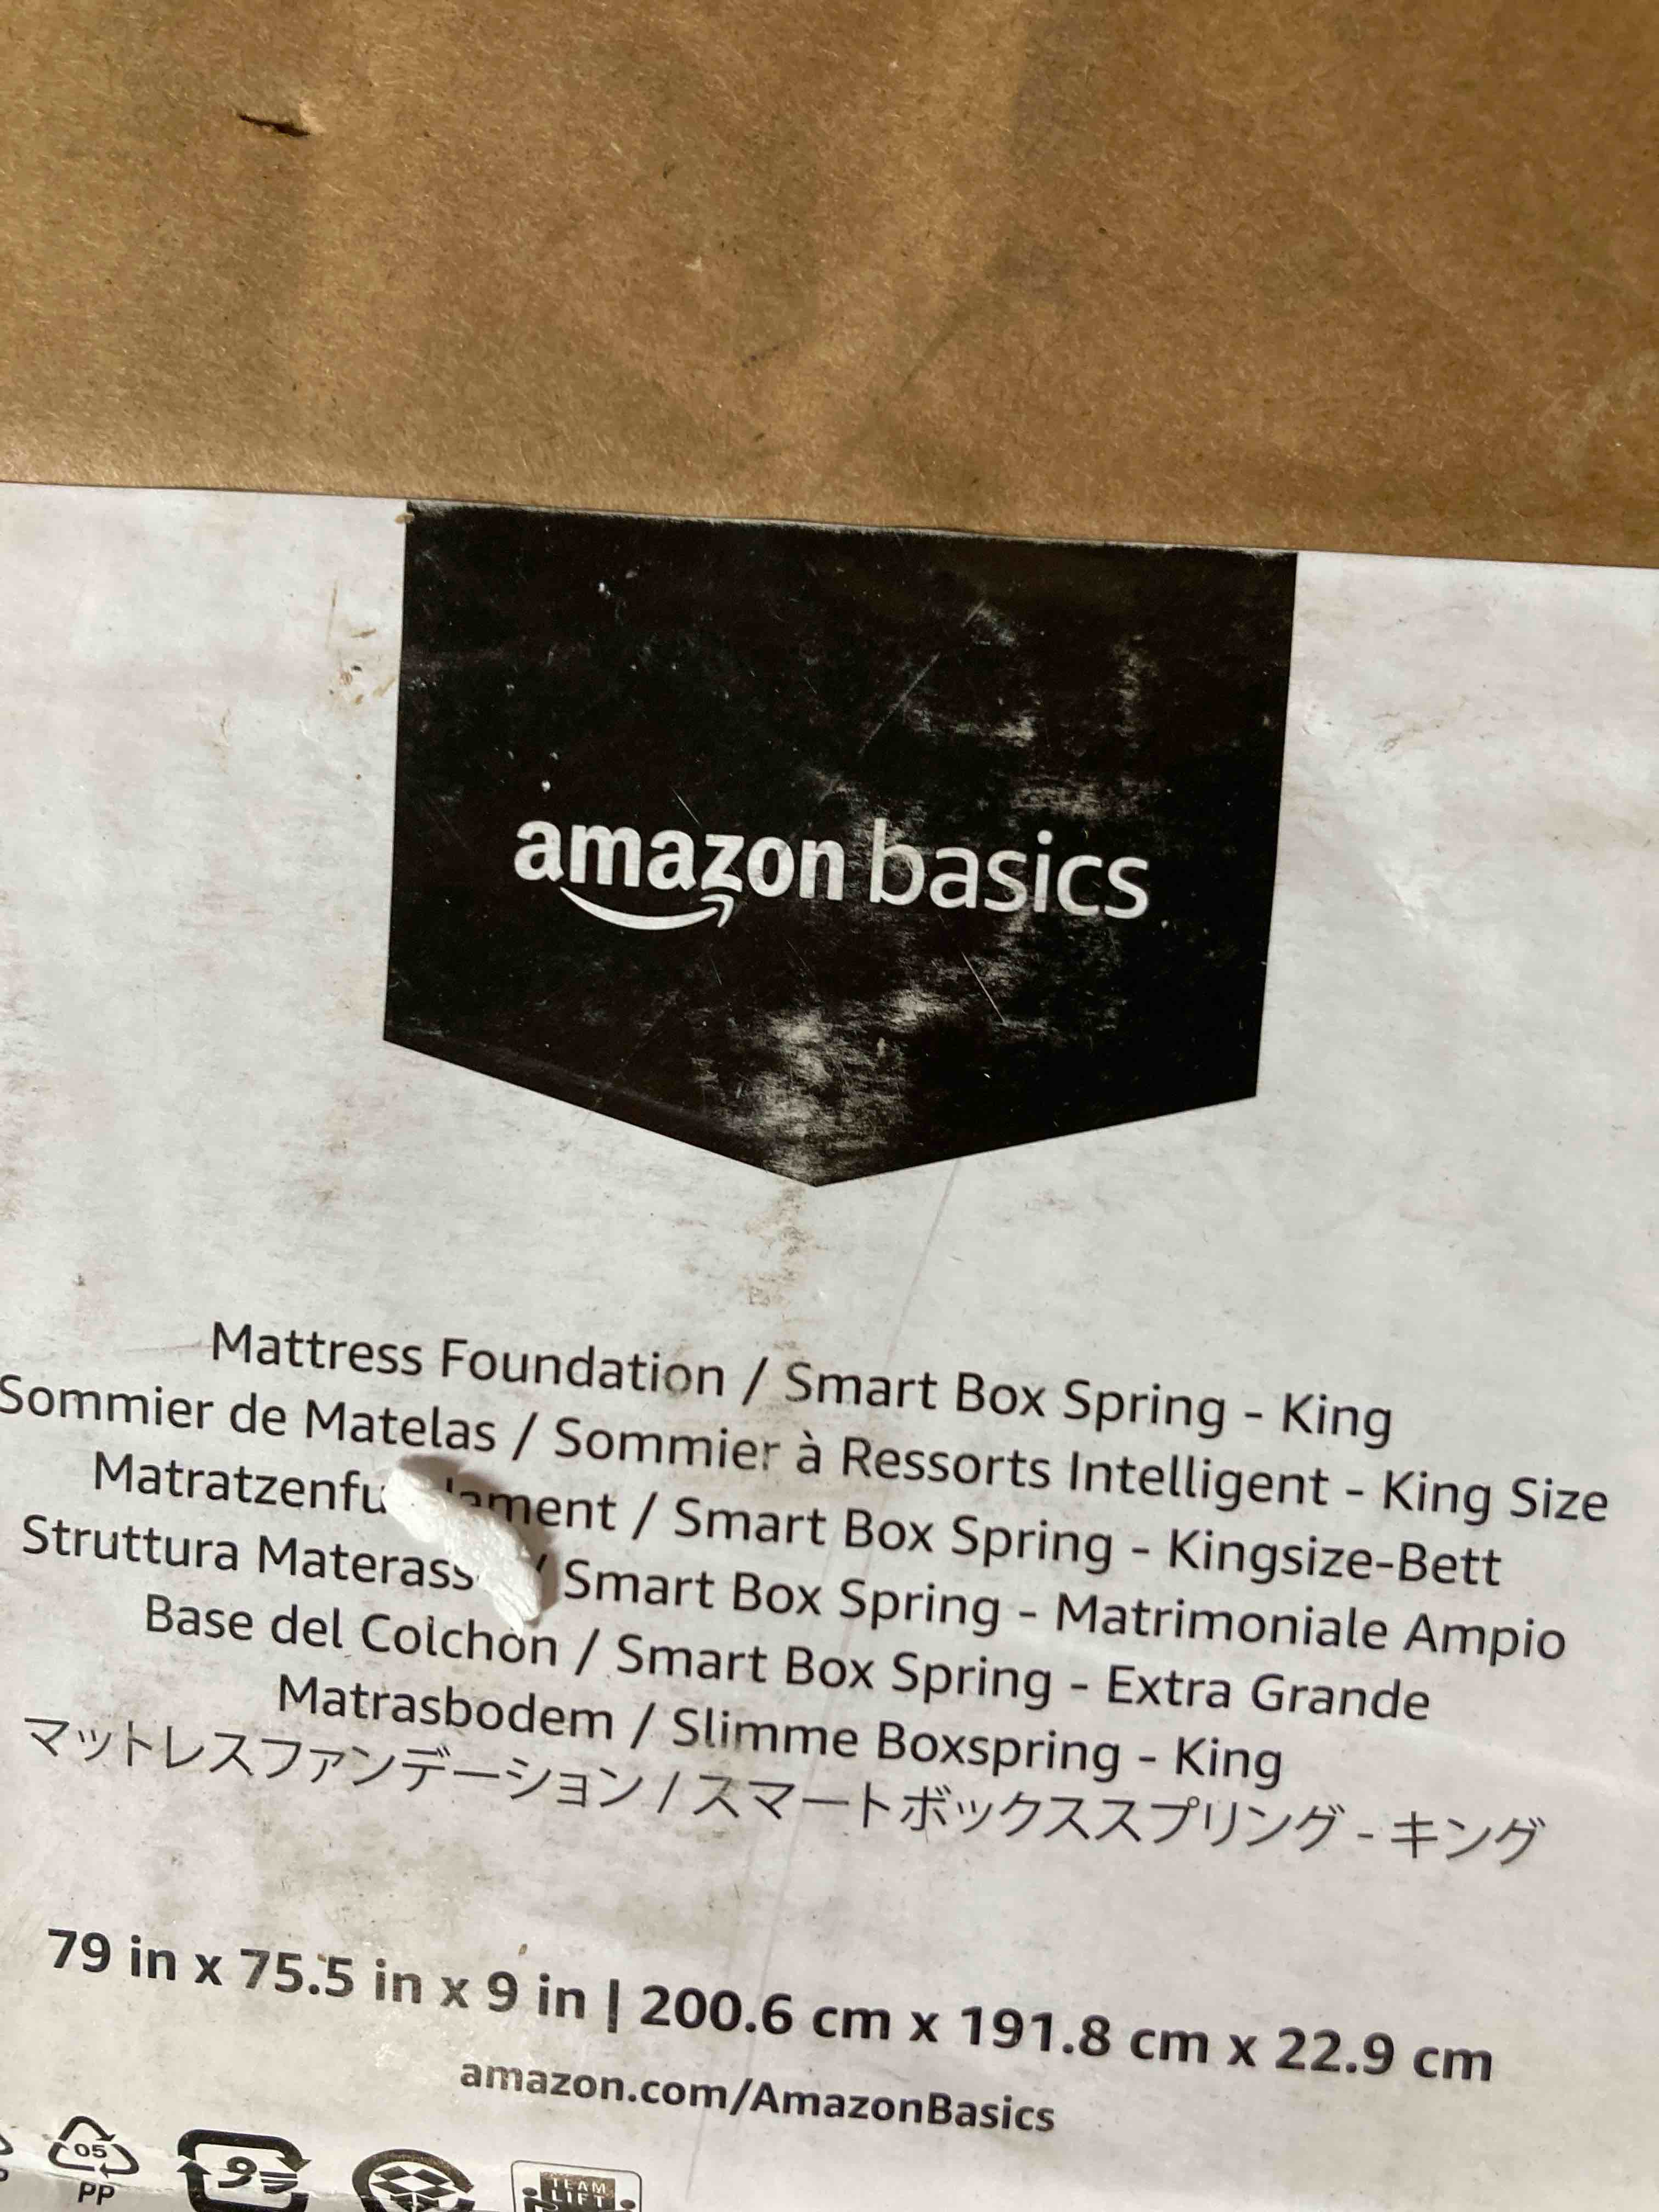 amazon basics
Mattress Foundation / Smart Box Spring - King
Sommier de Matelas / Sommier à Ressorts Intelligent - King Size
/ Smart Box Spring - Kingsize-Bett
Struttura / Smart Box Spring - Matrimoniale Ampio
Base del Colchón / Smart Box Spring - Extra Grande
Matrasbodem / Slimme Boxspring - King
マットレスファンデーション / スマートボックススプリング - キング
79 in x 75.5 in x 9 in | 200.6 cm x 191.8 cm x 22.9 cm
amazon.com/AmazonBasics
05
PP
TEAM
LIFT